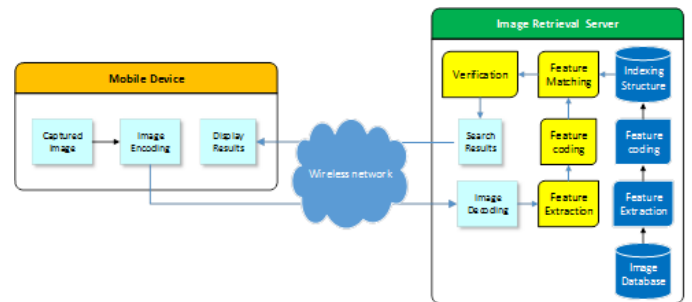 Image Retrieval Server
Mobile Device
Verification
Feature
Matching
Indexing
Structure
Captured
Image
Image
Encoding
Display
Results
Search
Results
Feature
coding
Feature
coding
Wireless network
Image
Decoding
Feature
Extraction
Feature
Extraction
Image
Database